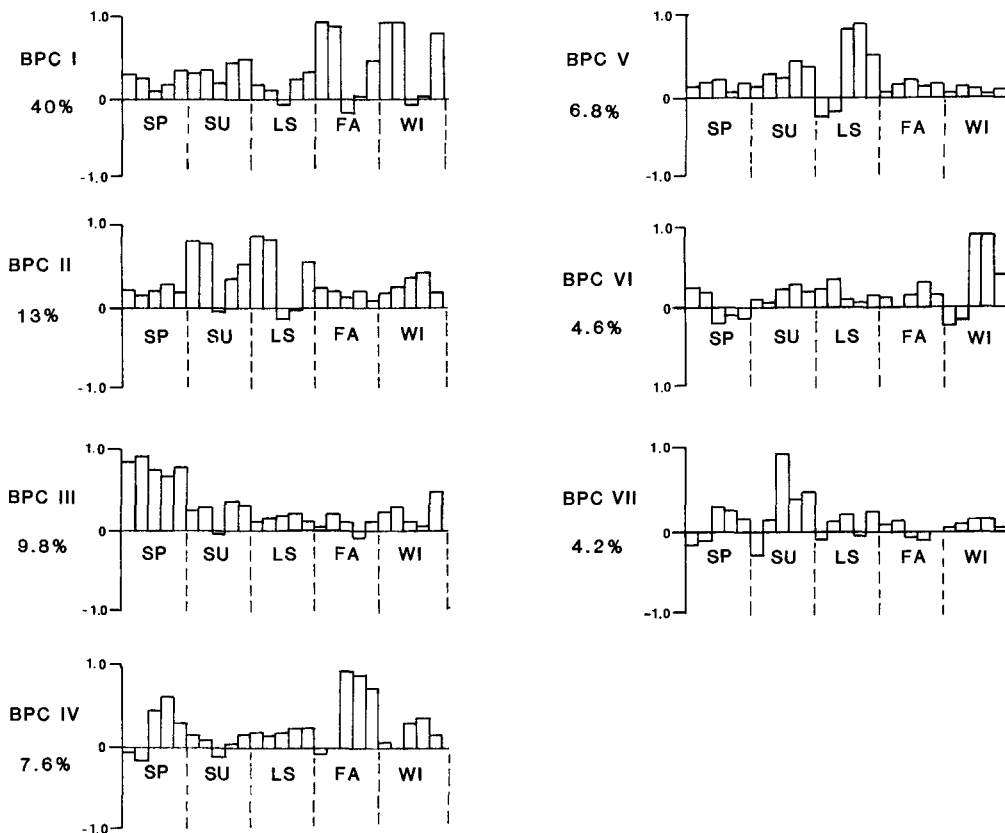 BPC I
40%
1.0
0
-1.0
SP SU LS FA WI
BPC II
13%
1.0
0
-1.0
SP SU LS FA WI
BPC III
9.8%
1.0
0
-1.0
SP SU LS FA WI
BPC IV
7.6%
1.0
0
-1.0
SP SU LS FA WI
BPC V
6.8%
1.0
0
-1.0
SP SU LS FA WI
BPC VI
4.6%
1.0
0
1.0
SP SU LS FA WI
BPC VII
4.2%
1.0
0
-1.0
SP SU LS FA WI